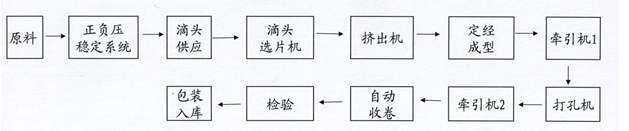 原料
正负压
稳定系统
滴头
供应
滴头
选片机
挤出机
定经
成型
牵引机1
打孔机
牵引机2
自动
收卷
检验
包装
入库